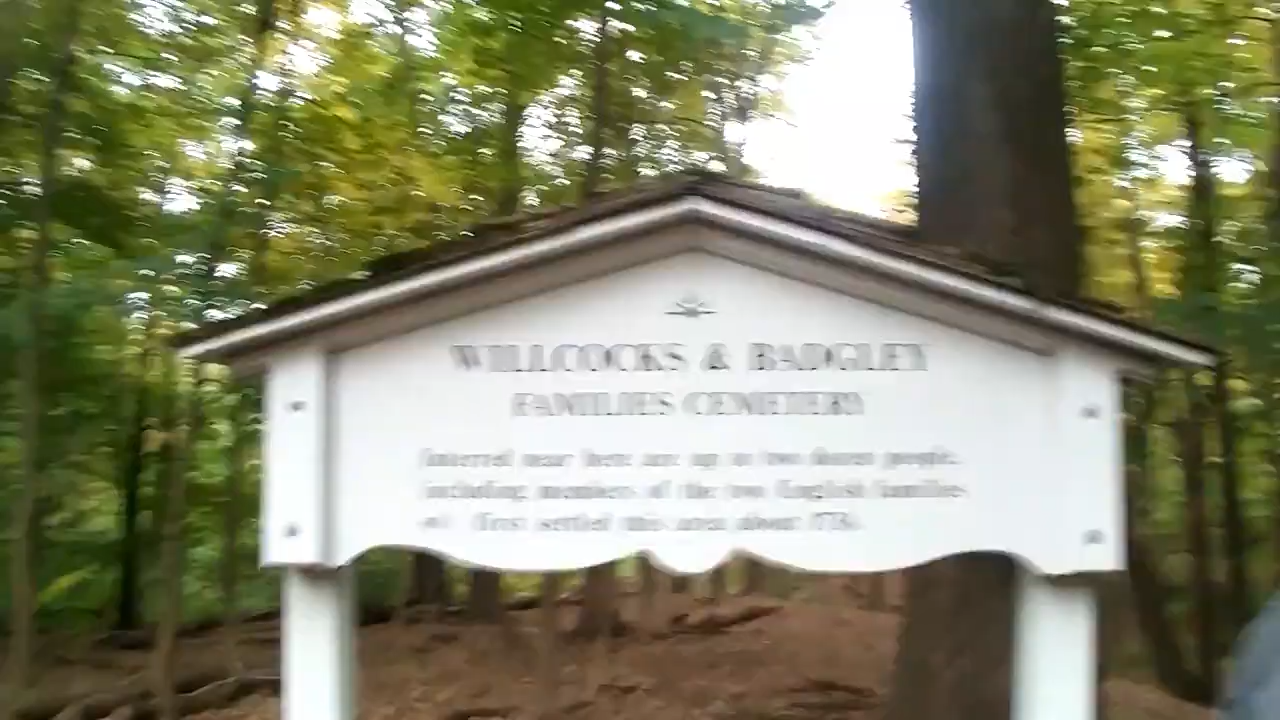 WILLCOCKS & BADGLEY
FAMILIES CEMETERY
Interred near here are up to two dozen people,
including members of the two English families
first settled this area about